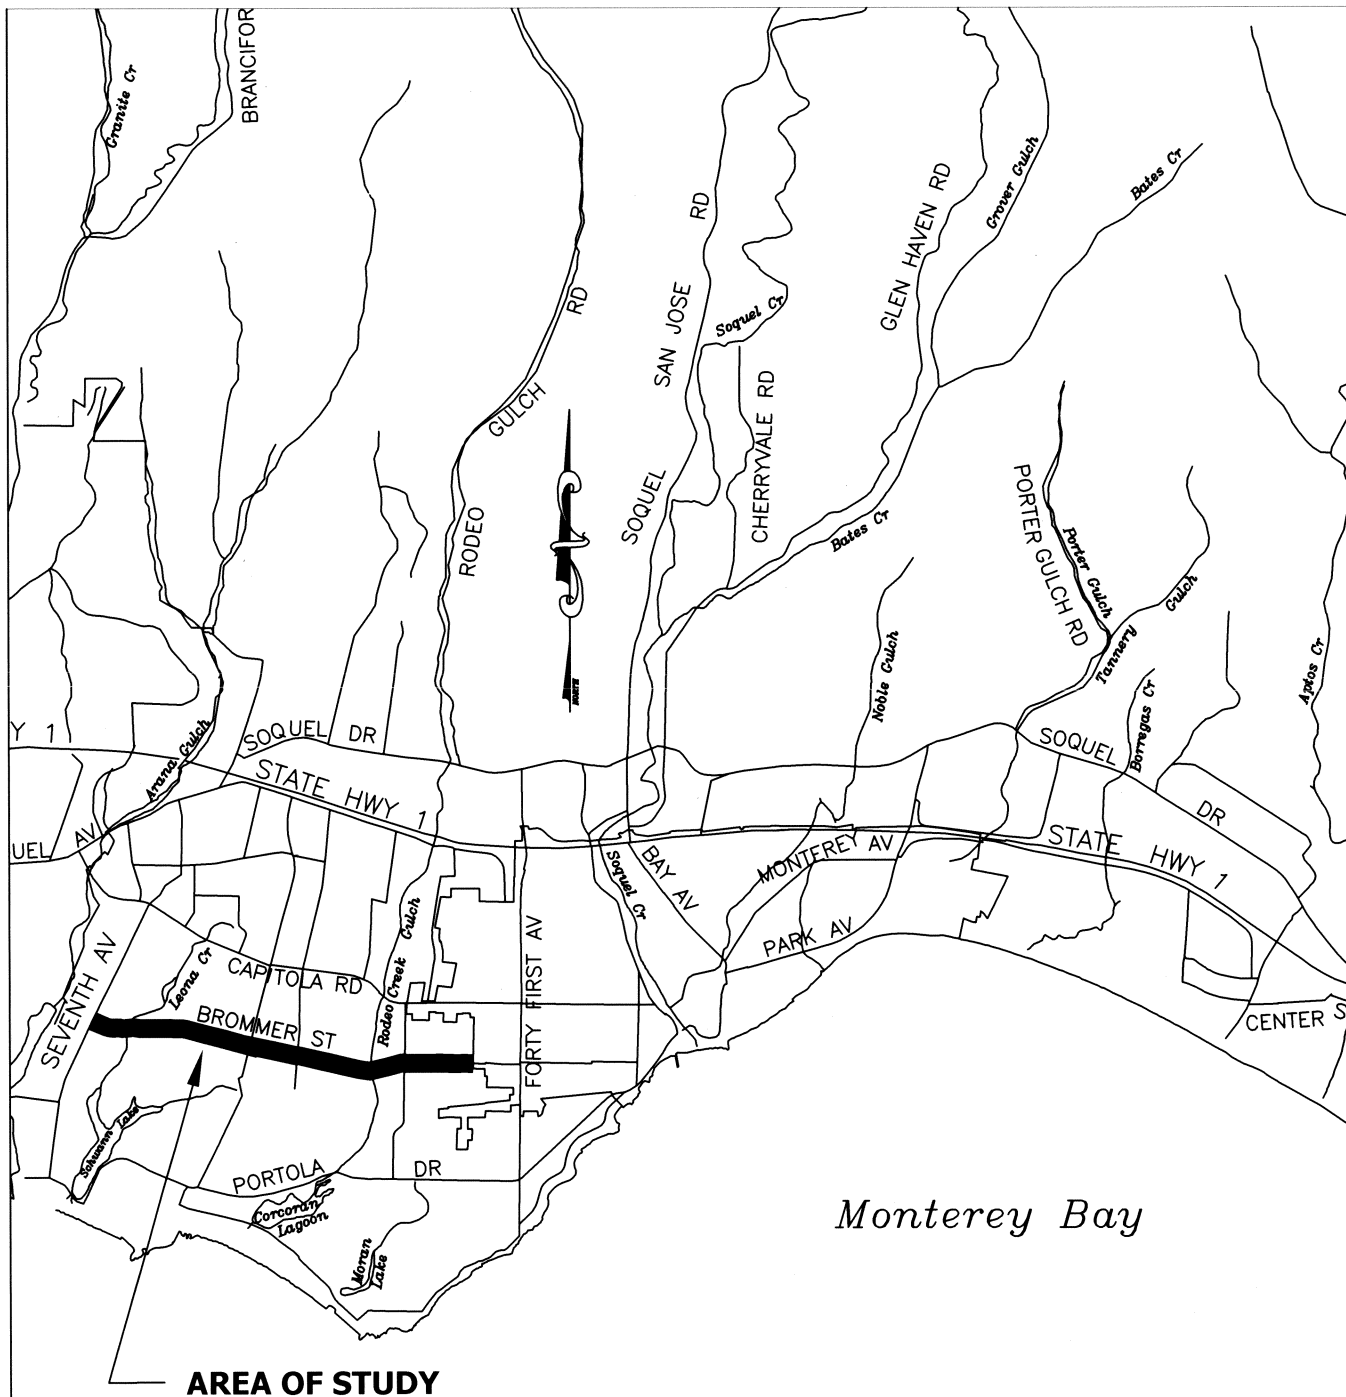 Granite Cr
BRANCIFOR
Grover Gulch
Bates Cr
GLEN HAVEN RD
SOQUEL SAN JOSE RD
Soquel Cr
RODEO GULCH RD
CHERRYVALE RD
Bates Cr
PORTER GULCH RD
Porter Gulch
Tannery Gulch
Noble Gulch
Borregas Cr
Aptos Cr
NORTH
Y 1
Arana Gulch
SOQUEL DR
STATE HWY 1
SOQUEL DR
STATE HWY 1
UEL AV
Soquel Cr
BAY AV
MONTEREY AV
PARK AV
SEVENTH AV
Leona Cr
CAPITOLA RD
Rodeo Creek Gulch
FORTY FIRST AV
BROMMER ST
CENTER S
Schwann Lake
PORTOLA DR
Corcoran
Lagoon
Moran
Lake
Monterey Bay
AREA OF STUDY